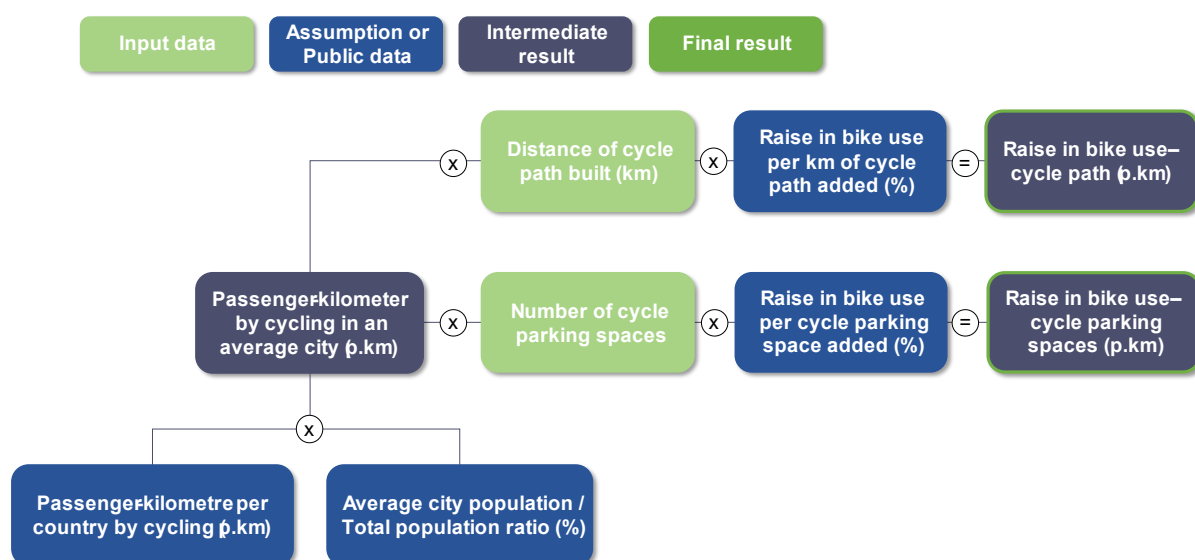 Input data
Assumption or
Public data
Intermediate
result
Final result
x
Distance of cycle
path built (km)
x
Raise in bike use
per km of cycle
path added (%)
=
Raise in bike use–
cycle path (p.km)
Passenger-kilometer
by cycling in an
average city (p.km)
x
Number of cycle
parking spaces
x
Raise in bike use
per cycle parking
space added (%)
=
Raise in bike use–
cycle parking
spaces (p.km)
x
Passenger-kilometre per
country by cycling (p.km)
Average city population /
Total population ratio (%)